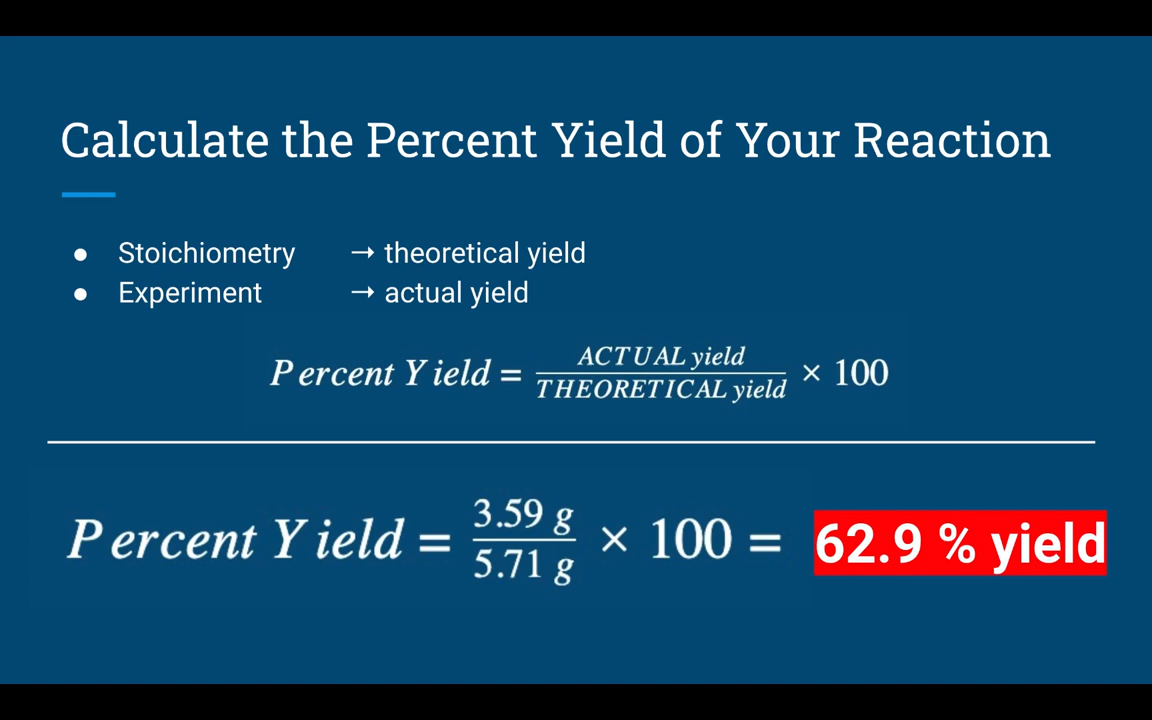 Calculate the Percent Yield of Your Reaction
● Stoichiometry → theoretical yield
● Experiment → actual yield
Percent Yield = ACTUAL yield / THEORETICAL yield × 100
Percent Yield = 3.59 g / 5.71 g × 100 = 62.9 % yield